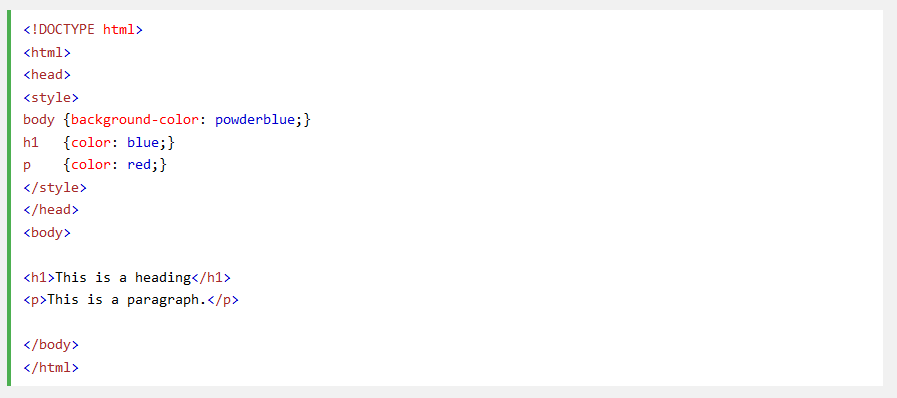 <!DOCTYPE html>
<html>
<head>
<style>
body {background-color: powderblue;}
h1   {color: blue;}
p    {color: red;}
</style>
</head>
<body>

<h1>This is a heading</h1>
<p>This is a paragraph.</p>

</body>
</html>